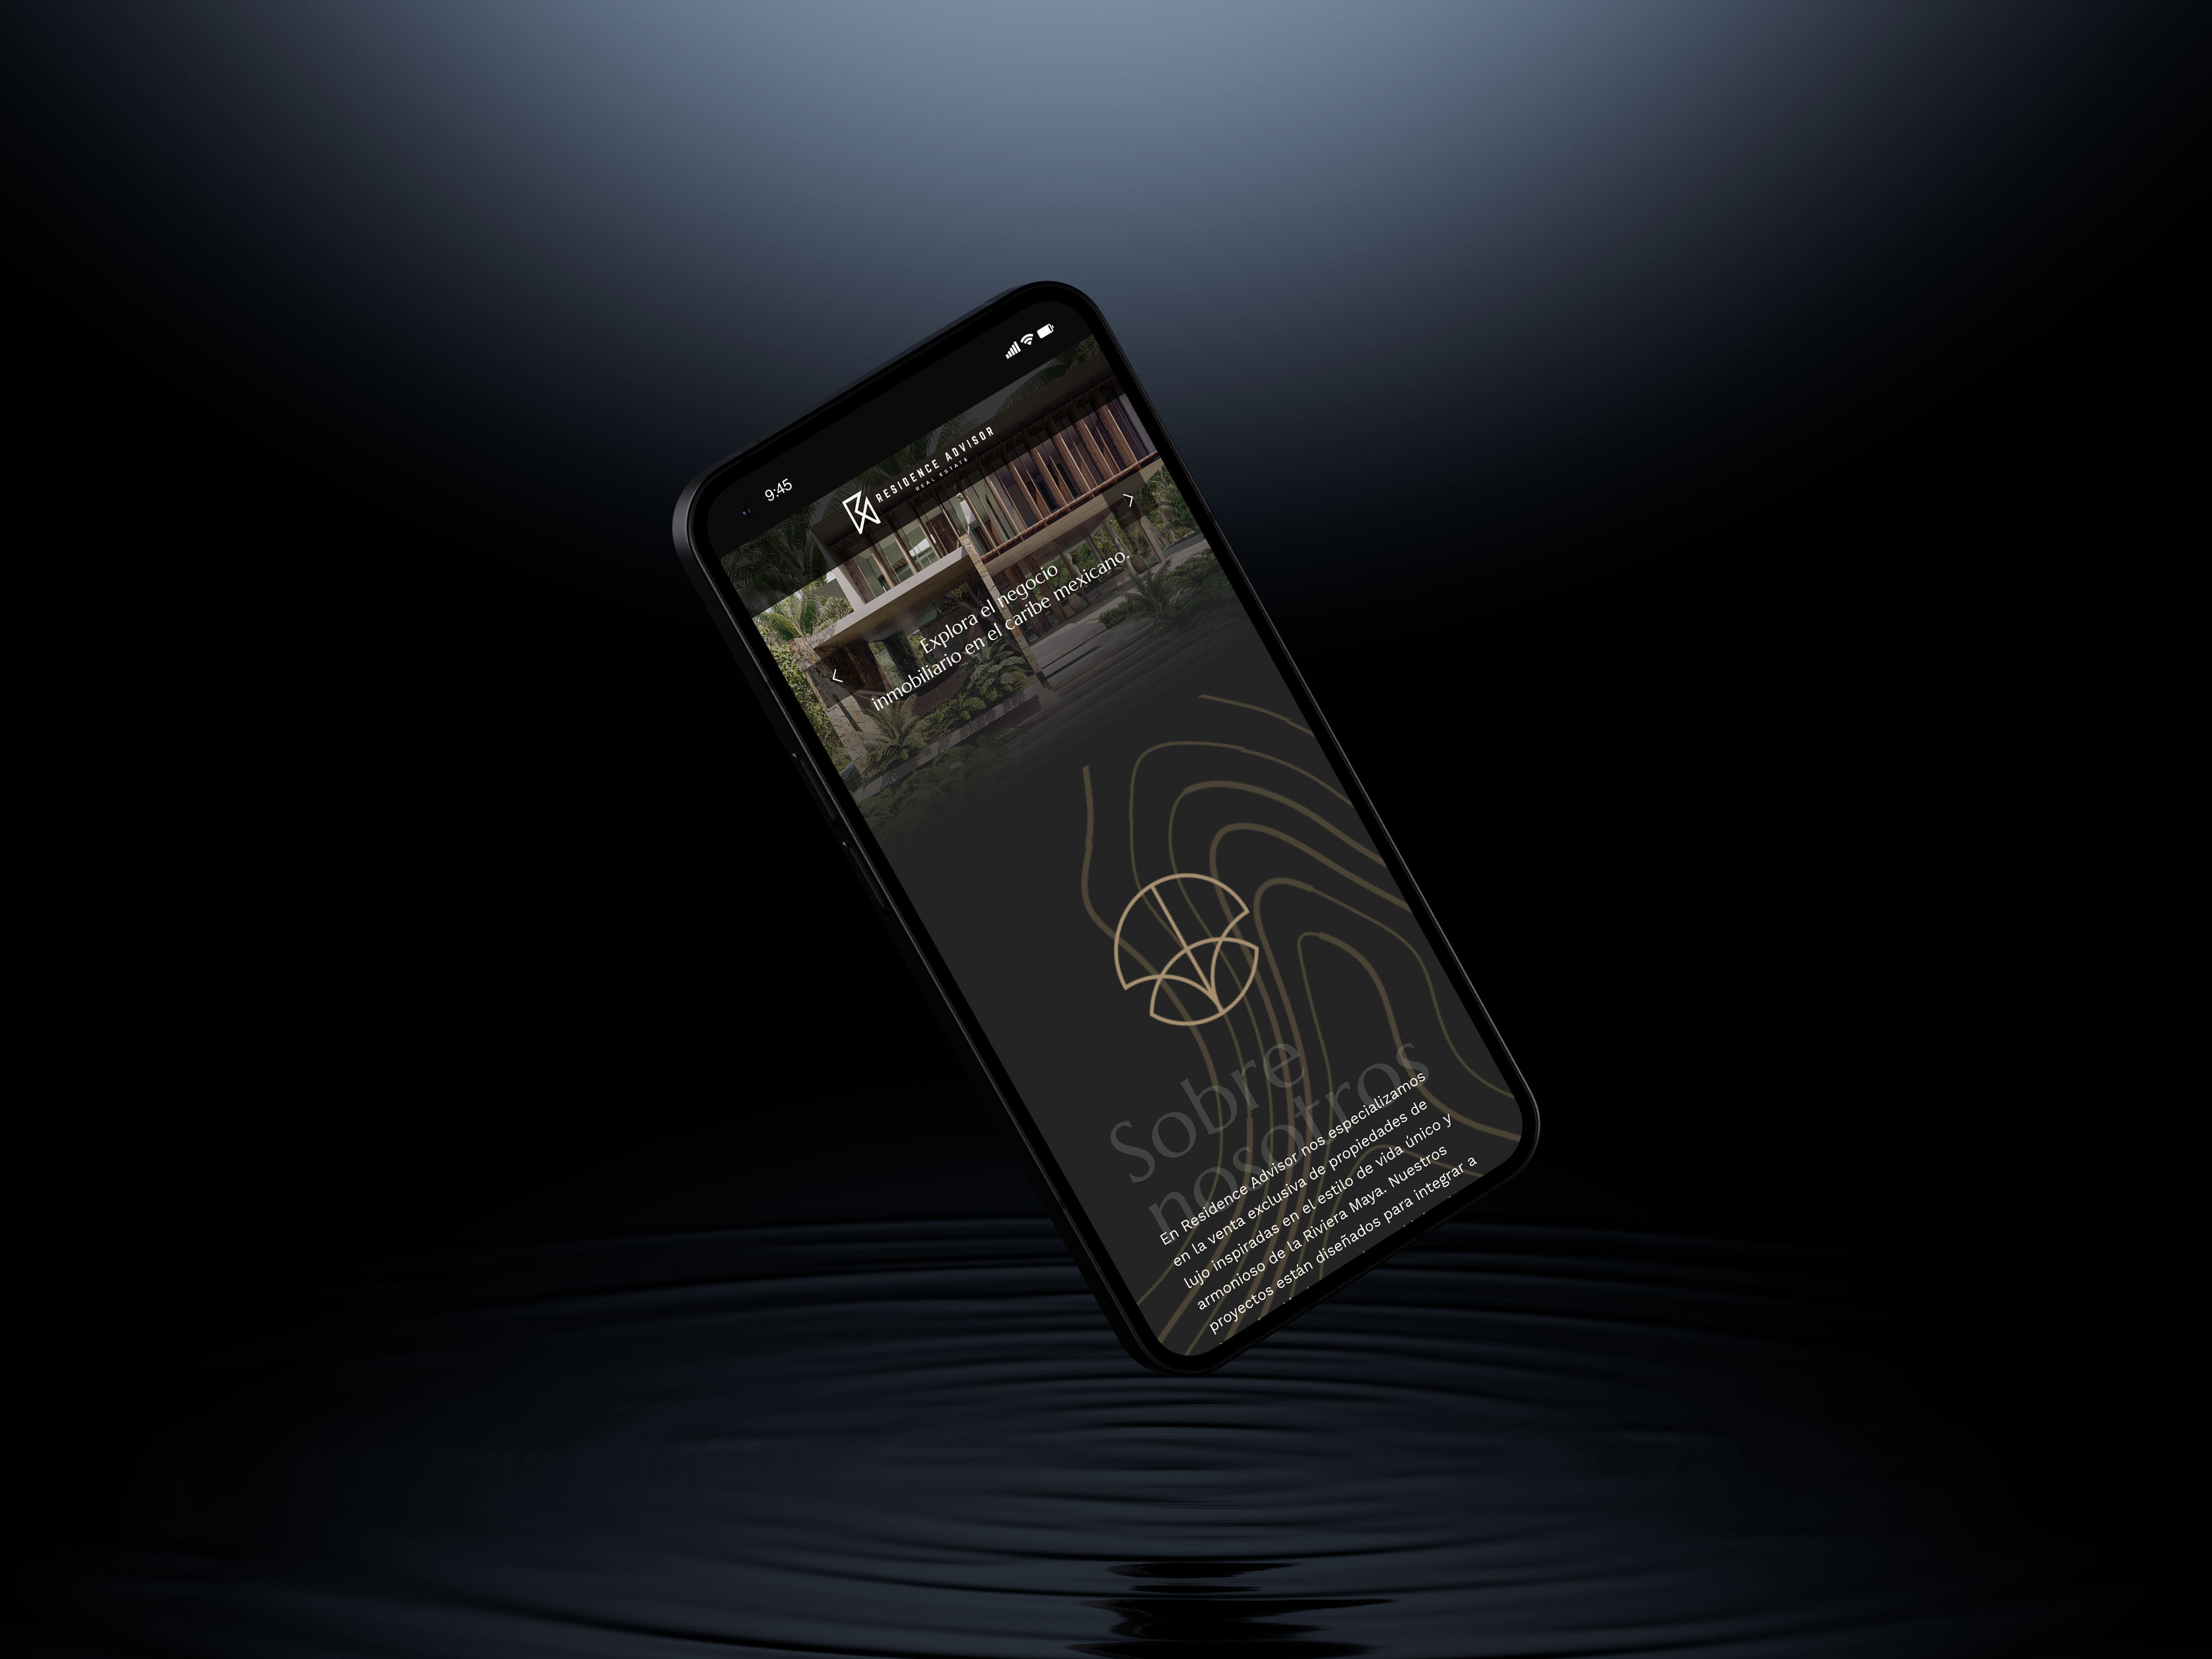 9:45
RESIDENCE ADVISOR
REAL ESTATE
Explora el negocio
inmobiliario en el caribe mexicano.
Sobre
nosotros
En Residence Advisor nos especializamos
en la venta exclusiva de propiedades de
lujo inspiradas en el estilo de vida único y
armonioso de la Riviera Maya. Nuestros
proyectos están diseñados para integrar a